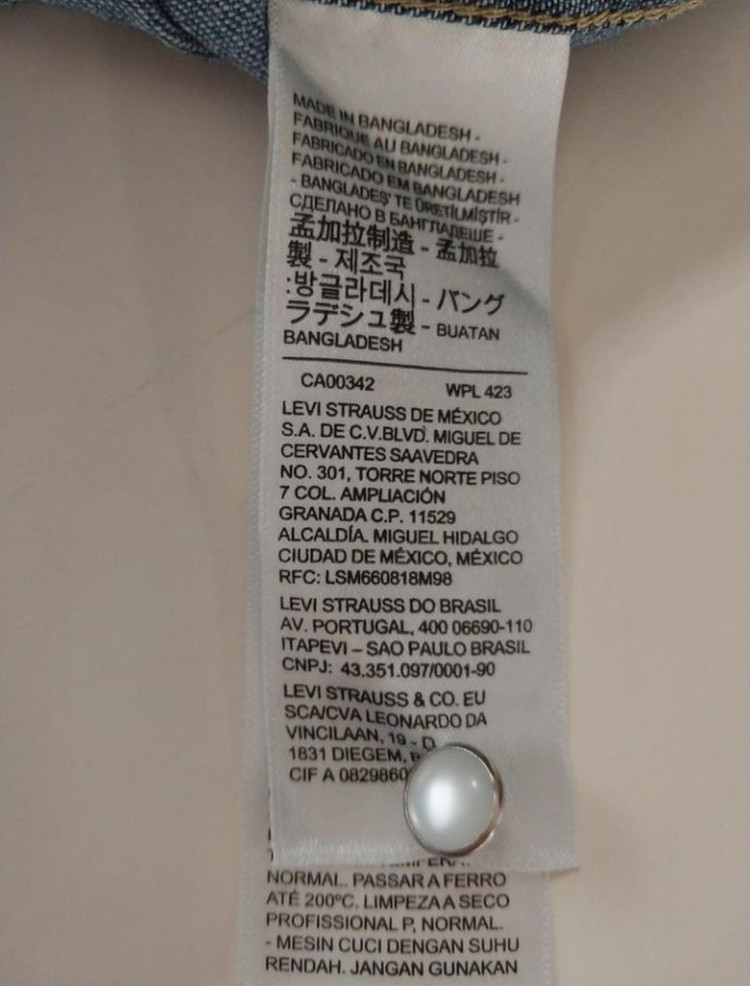 MADE IN BANGLADESH -
FABRIQUE AU BANGLADESH -
FABRICADO EN BANGLADESH -
FABRICADO EM BANGLADESH
- BANGLADEŞ' TE ÜRETİLMİŞTİR -
СДЕЛАНО В БАНГЛАДЕШЕ -
孟加拉制造 - 孟加拉
製 - 제조국
:방글라데시 - バング
ラデシュ製 - BUATAN
BANGLADESH
CA00342 WPL 423
LEVI STRAUSS DE MÉXICO
S.A. DE C.V.BLVD. MIGUEL DE
CERVANTES SAAVEDRA
NO. 301, TORRE NORTE PISO
7 COL. AMPLIACIÓN
GRANADA C.P. 11529
ALCALDÍA. MIGUEL HIDALGO
CIUDAD DE MÉXICO, MÉXICO
RFC: LSM660818M98
LEVI STRAUSS DO BRASIL
AV. PORTUGAL, 400 06690-110
ITAPEVI – SAO PAULO BRASIL
CNPJ: 43.351.097/0001-90
LEVI STRAUSS & CO. EU
SCA/CVA LEONARDO DA
VINCILAAN, 19 - D
1831 DIEGEM,
CIF A 0829860
NORMAL. PASSAR A FERRO
ATÉ 200ºC. LIMPEZA A SECO
PROFISSIONAL P, NORMAL.
- MESIN CUCI DENGAN SUHU
RENDAH. JANGAN GUNAKAN